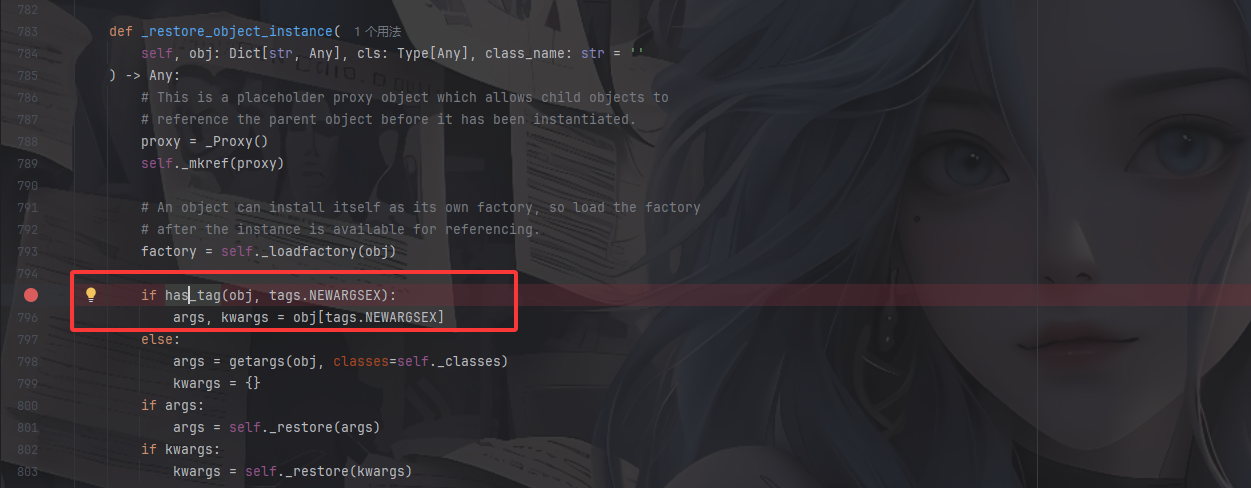 782
783 def _restore_object_instance( 1 个用法
784 self, obj: Dict[str, Any], cls: Type[Any], class_name: str = ''
785 ) -> Any:
786 # This is a placeholder proxy object which allows child objects to
787 # reference the parent object before it has been instantiated.
788 proxy = _Proxy()
789 self._mkref(proxy)
790
791 # An object can install itself as its own factory, so load the factory
792 # after the instance is available for referencing.
793 factory = self._loadfactory(obj)
794
if has_tag(obj, tags.NEWARGSEX):
796 args, kwargs = obj[tags.NEWARGSEX]
797 else:
798 args = getargs(obj, classes=self._classes)
799 kwargs = {}
800 if args:
801 args = self._restore(args)
802 if kwargs:
803 kwargs = self._restore(kwargs)